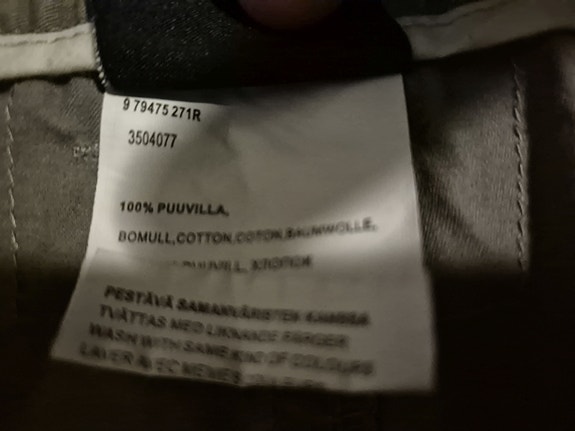 9 79475 271R
3504077
100% PUUVILLA,
BOMULL,COTTON,COTON,BAUMWOLLE,
PESTÄVÄ SAMANVÄRISTEN KANSSA
TVÄTTAS MED LIKNANDE FÄRGER
WASH WITH SAME KIND OF COLOURS
LAVER